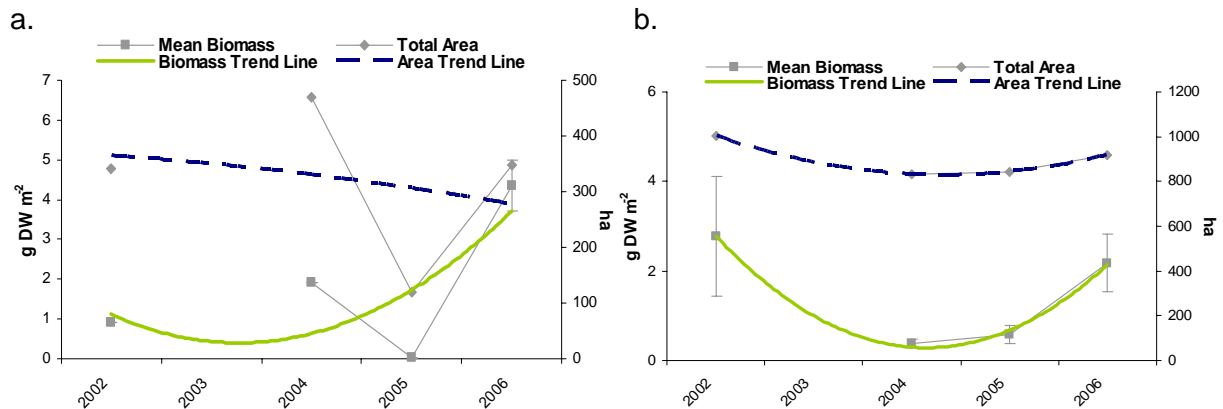 a.
Mean Biomass
Total Area
Biomass Trend Line
Area Trend Line
7
6
5
4
3
2
1
0
g DW m-2
500
400
300
200
100
0
ha
2002
2003
2004
2005
2006
b.
Mean Biomass
Total Area
Biomass Trend Line
Area Trend Line
6
4
2
0
g DW m-2
1200
1000
800
600
400
200
0
ha
2002
2003
2004
2005
2006